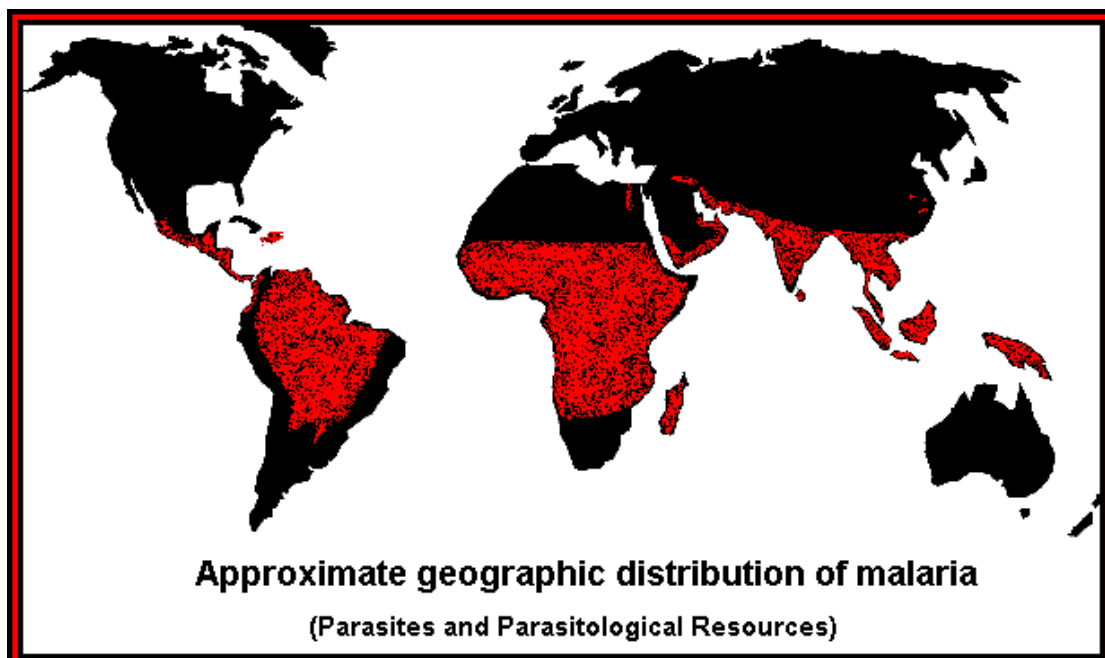 Approximate geographic distribution of malaria
(Parasites and Parasitological Resources)